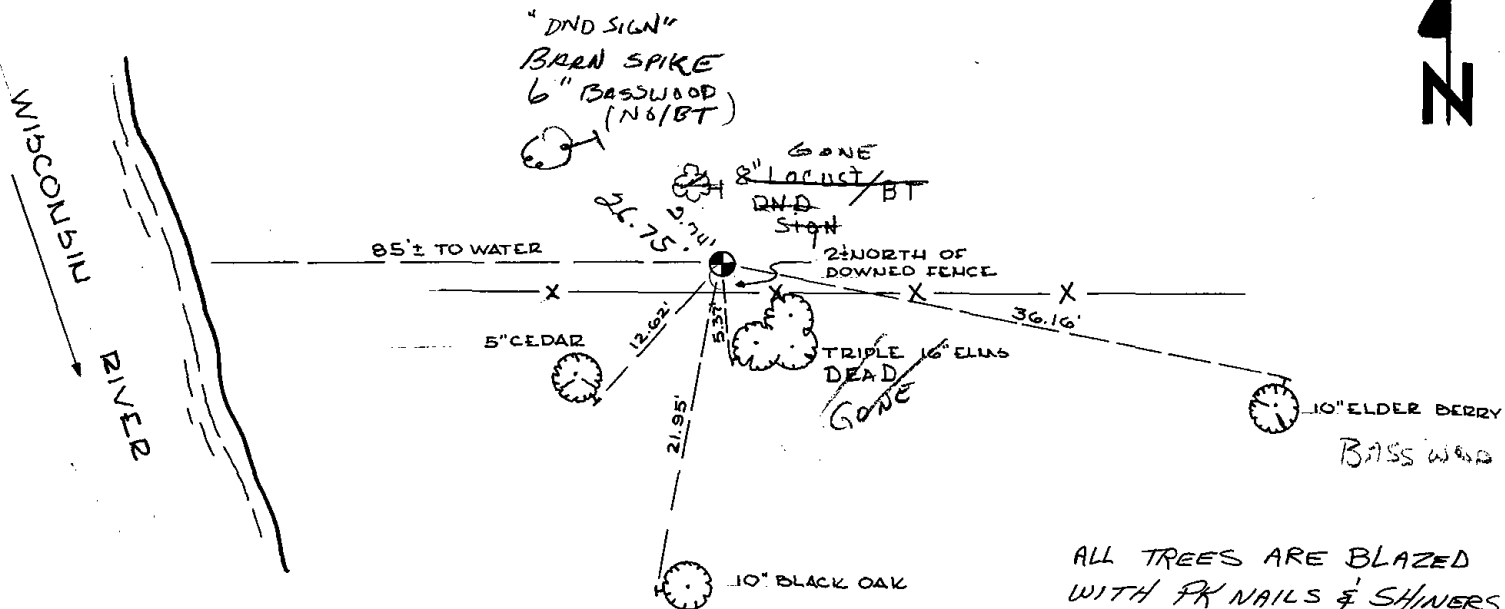 "DND SIGN"
BARN SPIKE
6" BASSWOOD
(NO/BT)
N
WISCONSIN RIVER
GONE
8" LOCUST/BT
DND
SIGN
26.75'
85'± TO WATER
2'±NORTH OF
DOWNED FENCE
X X X X
36.16'
12.62'
5.37'
5" CEDAR
TRIPLE 16" ELMS
DEAD
GONE
10" ELDER BERRY
BASSWOOD
21.95'
10" BLACK OAK
ALL TREES ARE BLAZED
WITH PK NAILS & SHINERS